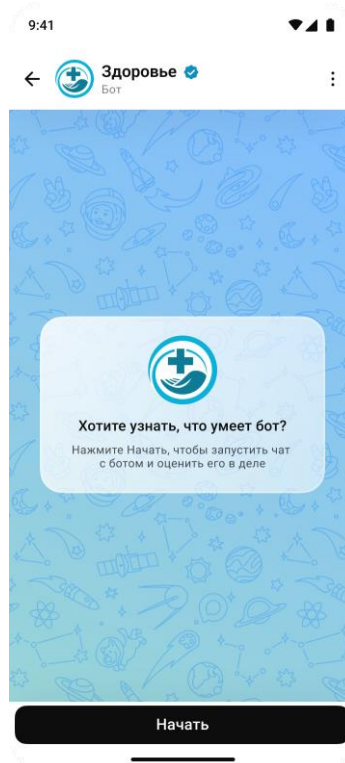 9:41
Здоровье
Бот
Хотите узнать, что умеет бот?
Нажмите Начать, чтобы запустить чат
с ботом и оценить его в деле
Начать